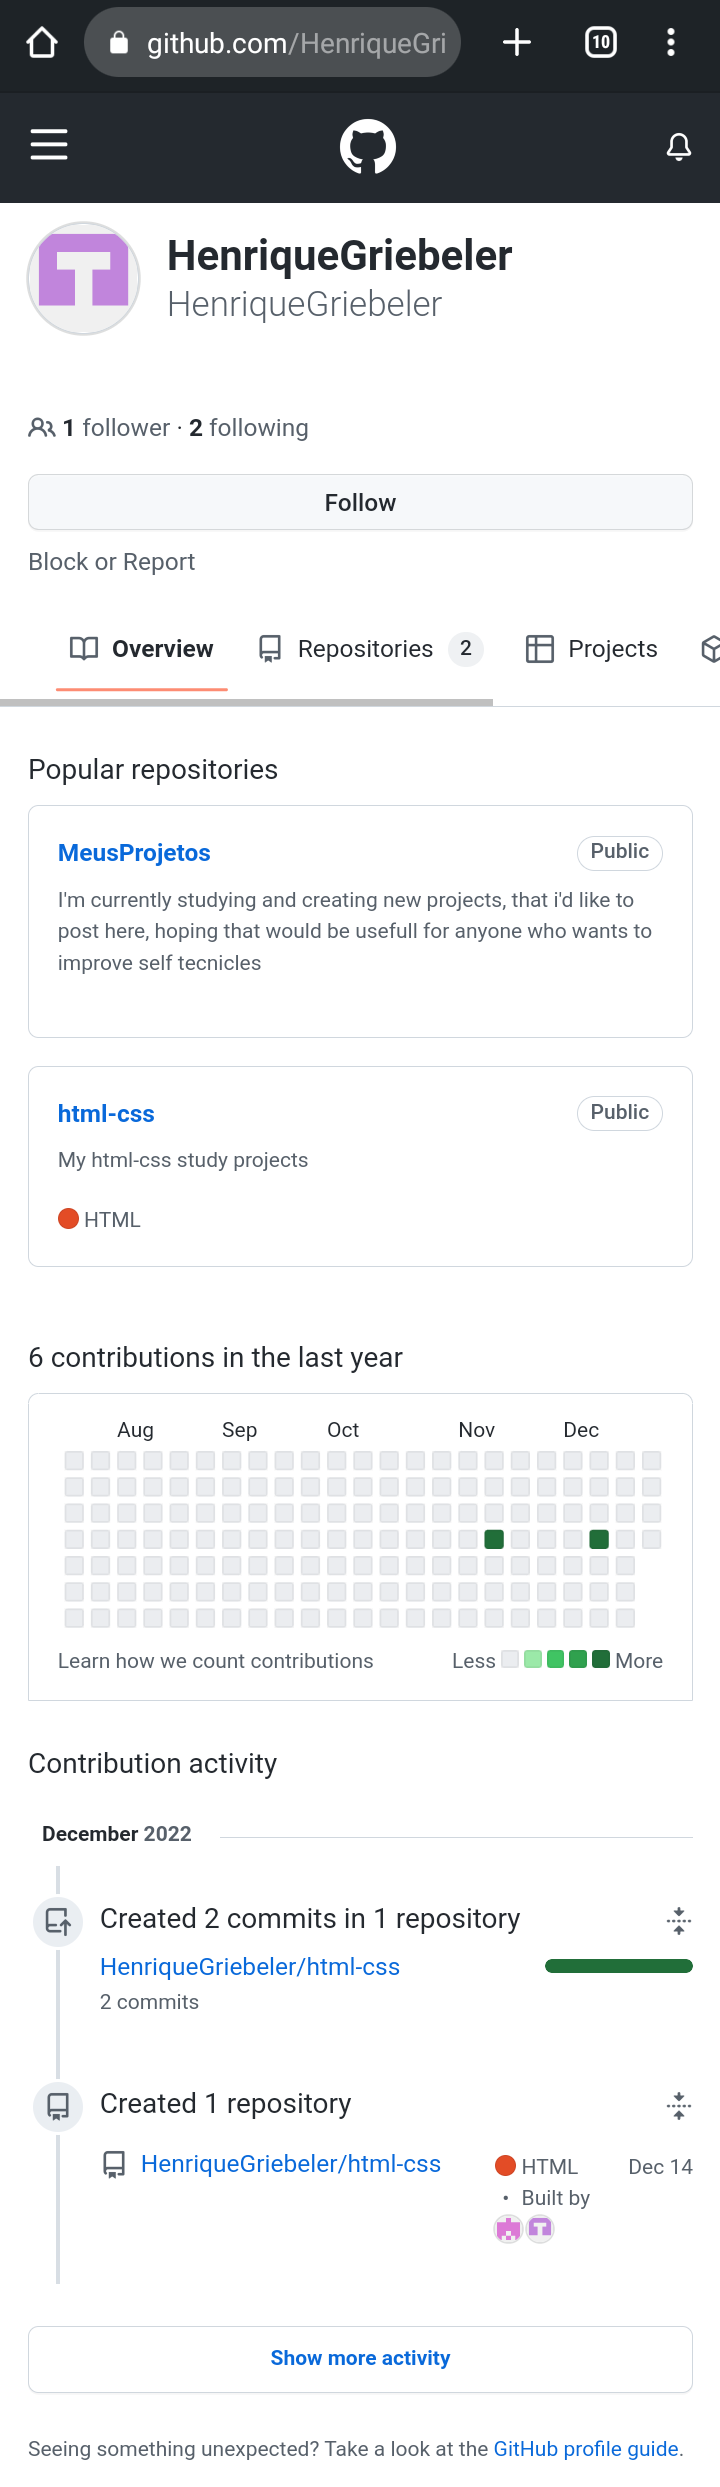 github.com/HenriqueGri
10
HenriqueGriebeler
HenriqueGriebeler
1 follower · 2 following
Follow
Block or Report
Overview Repositories 2 Projects
Popular repositories
MeusProjetos Public
I'm currently studying and creating new projects, that i'd like to
post here, hoping that would be usefull for anyone who wants to
improve self tecnicles
html-css Public
My html-css study projects
HTML
6 contributions in the last year
Aug Sep Oct Nov Dec
Learn how we count contributions Less More
Contribution activity
December 2022
Created 2 commits in 1 repository
HenriqueGriebeler/html-css
2 commits
Created 1 repository
HenriqueGriebeler/html-css HTML Dec 14
• Built by
Show more activity
Seeing something unexpected? Take a look at the GitHub profile guide.